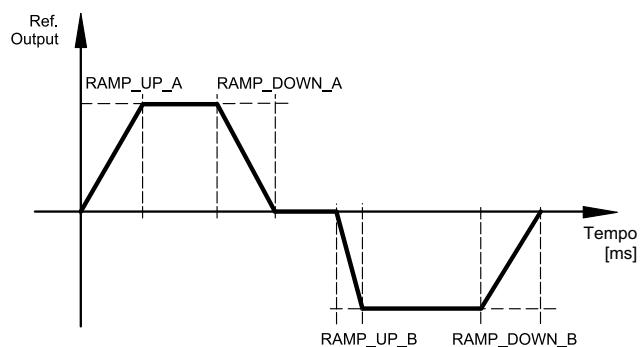 Ref.
Output
RAMP_UP_A
RAMP_DOWN_A
Tempo
[ms]
RAMP_UP_B
RAMP_DOWN_B